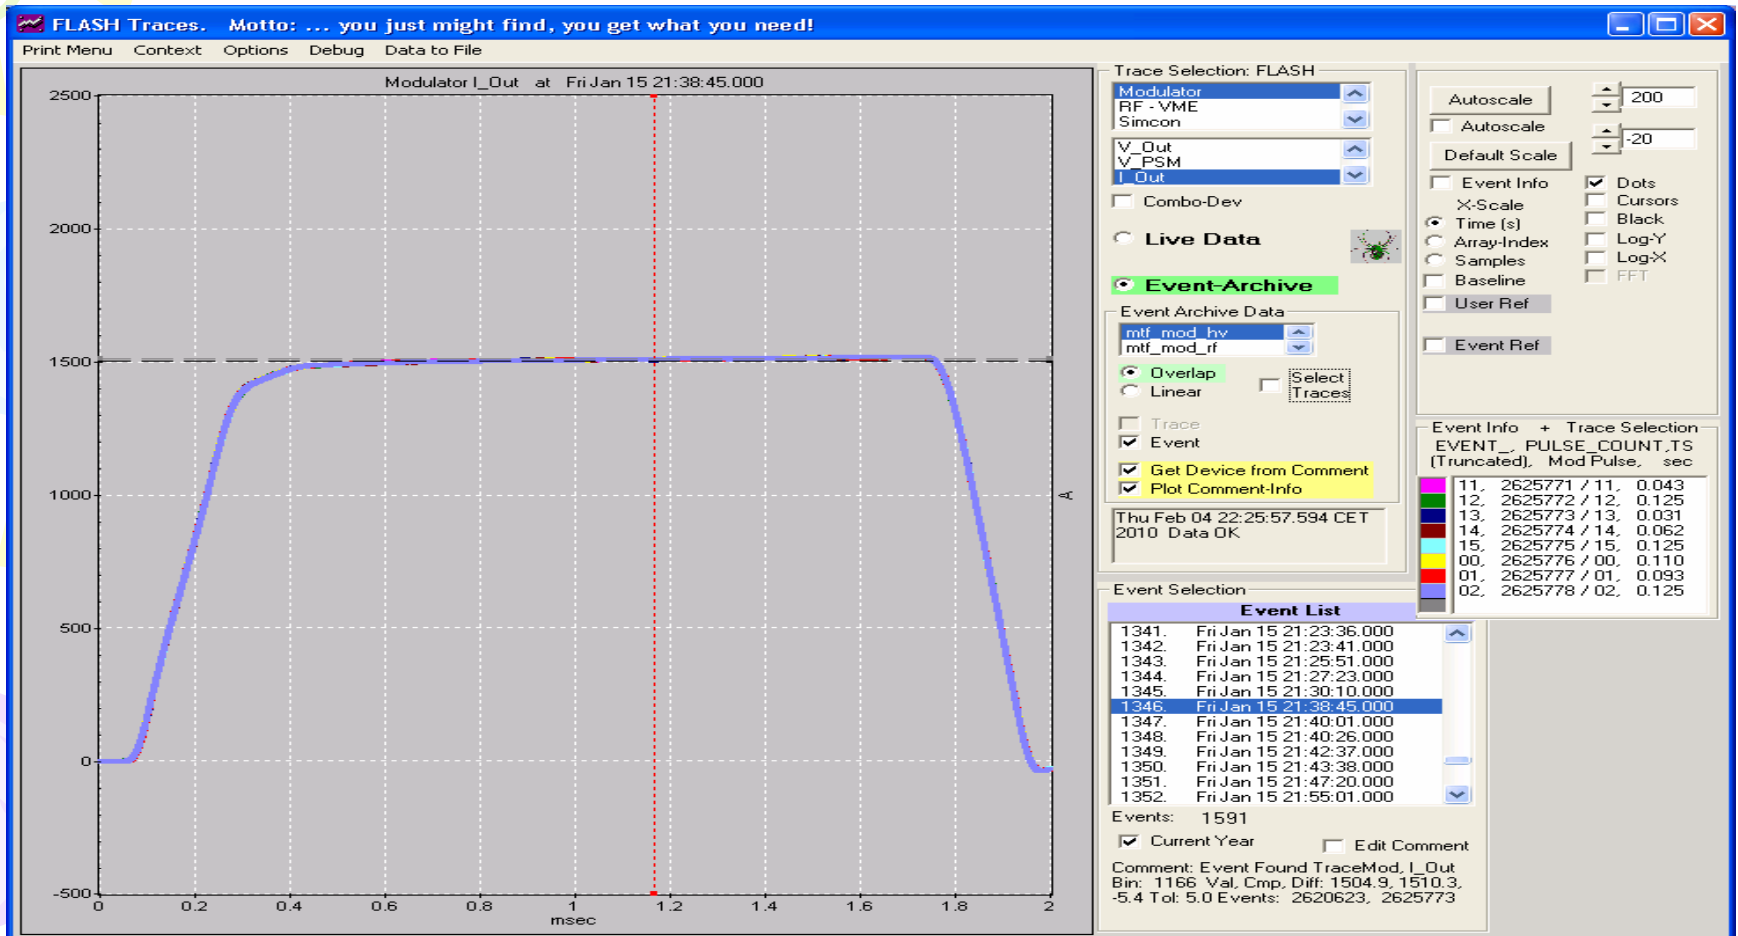 FLASH Traces.   Motto: ... you just might find, you get what you need!
Print Menu   Context   Options   Debug   Data to File
Modulator I_Out   at   Fri Jan 15 21:38:45.000
2500
2000
1500
1000
500
0
-500
0   0.2   0.4   0.6   0.8   1   1.2   1.4   1.6   1.8   2
msec
A
Trace Selection: FLASH
Modulator
RF - VME
Simcon
V_Out
V_PSM
I_Out
Combo-Dev
Live Data
Event-Archive
Event Archive Data
mtf_mod_hv
mtf_mod_rf
Overlap
Linear
Select
Traces
Trace
Event
Get Device from Comment
Plot Comment-Info
Thu Feb 04 22:25:57.594 CET
2010  Data OK
Autoscale   200
Autoscale
-20
Default Scale
Event Info   Dots
X-Scale   Cursors
Time (s)   Black
Array-Index   Log-Y
Samples   Log-X
Baseline   FFT
User Ref
Event Ref
Event Info   +   Trace Selection
EVENT_, PULSE_COUNT,TS
(Truncated),  Mod Pulse,   sec
11,   2625771 / 11,   0.043
12,   2625772 / 12,   0.125
13,   2625773 / 13,   0.031
14,   2625774 / 14,   0.062
15,   2625775 / 15,   0.125
00,   2625776 / 00,   0.110
01,   2625777 / 01,   0.093
02,   2625778 / 02,   0.125
Event Selection
Event List
1341.   Fri Jan 15 21:23:36.000
1342.   Fri Jan 15 21:23:41.000
1343.   Fri Jan 15 21:25:51.000
1344.   Fri Jan 15 21:27:23.000
1345.   Fri Jan 15 21:30:10.000
1346.   Fri Jan 15 21:38:45.000
1347.   Fri Jan 15 21:40:01.000
1348.   Fri Jan 15 21:40:26.000
1349.   Fri Jan 15 21:42:37.000
1350.   Fri Jan 15 21:43:38.000
1351.   Fri Jan 15 21:47:20.000
1352.   Fri Jan 15 21:55:01.000
Events:   1591
Current Year   Edit Comment
Comment: Event Found TraceMod, I_Out
Bin:  1166  Val, Cmp, Diff: 1504.9, 1510.3,
-5.4 Tol: 5.0 Events:  2620623,  2625773